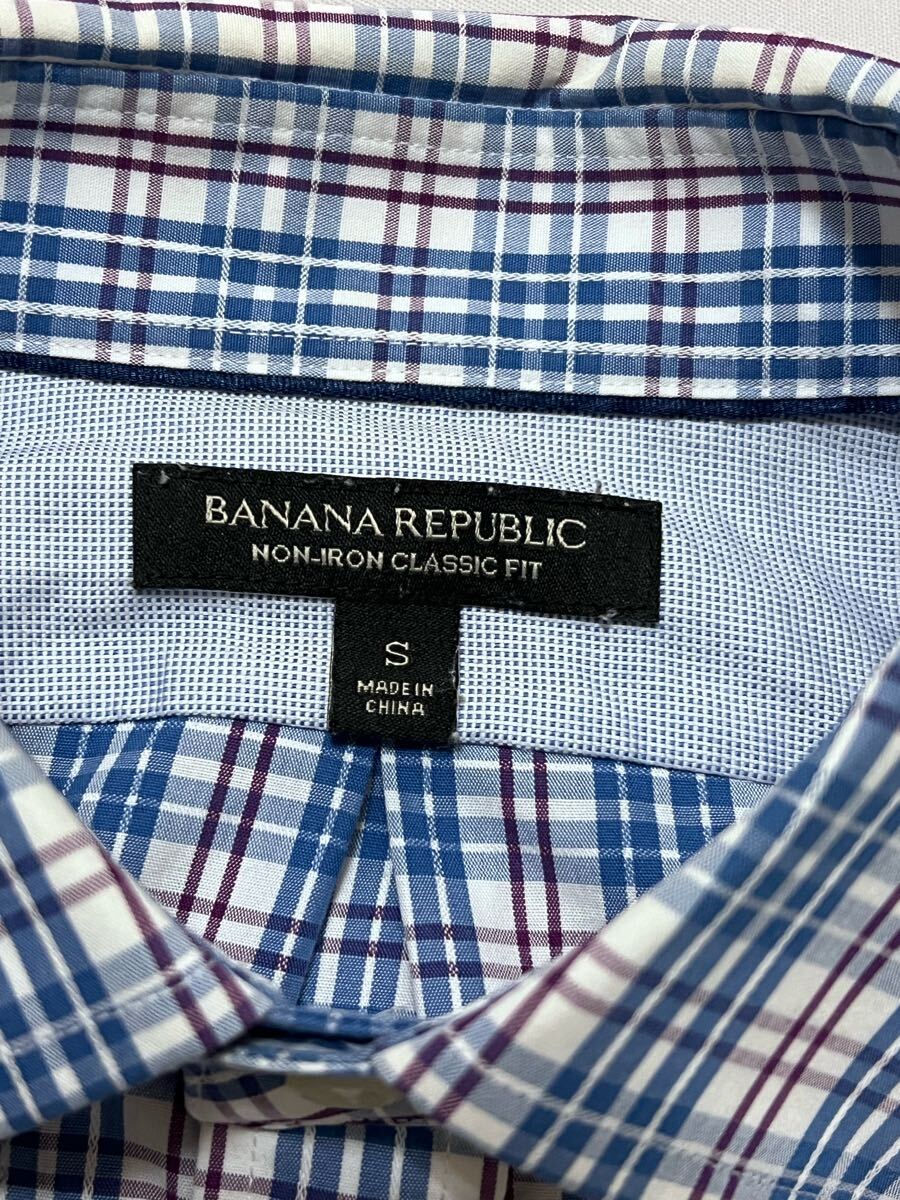 BANANA REPUBLIC
NON-IRON CLASSIC FIT
S
MADE IN
CHINA